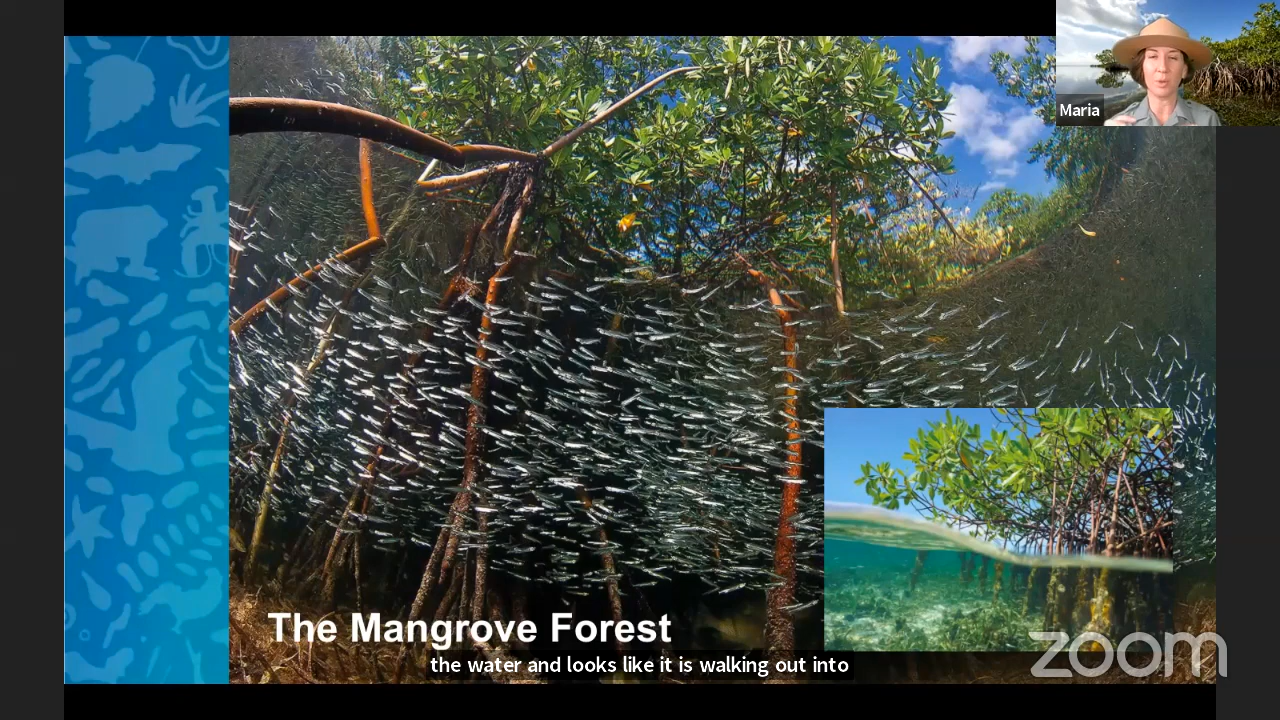 Maria
The Mangrove Forest
the water and looks like it is walking out into
zoom